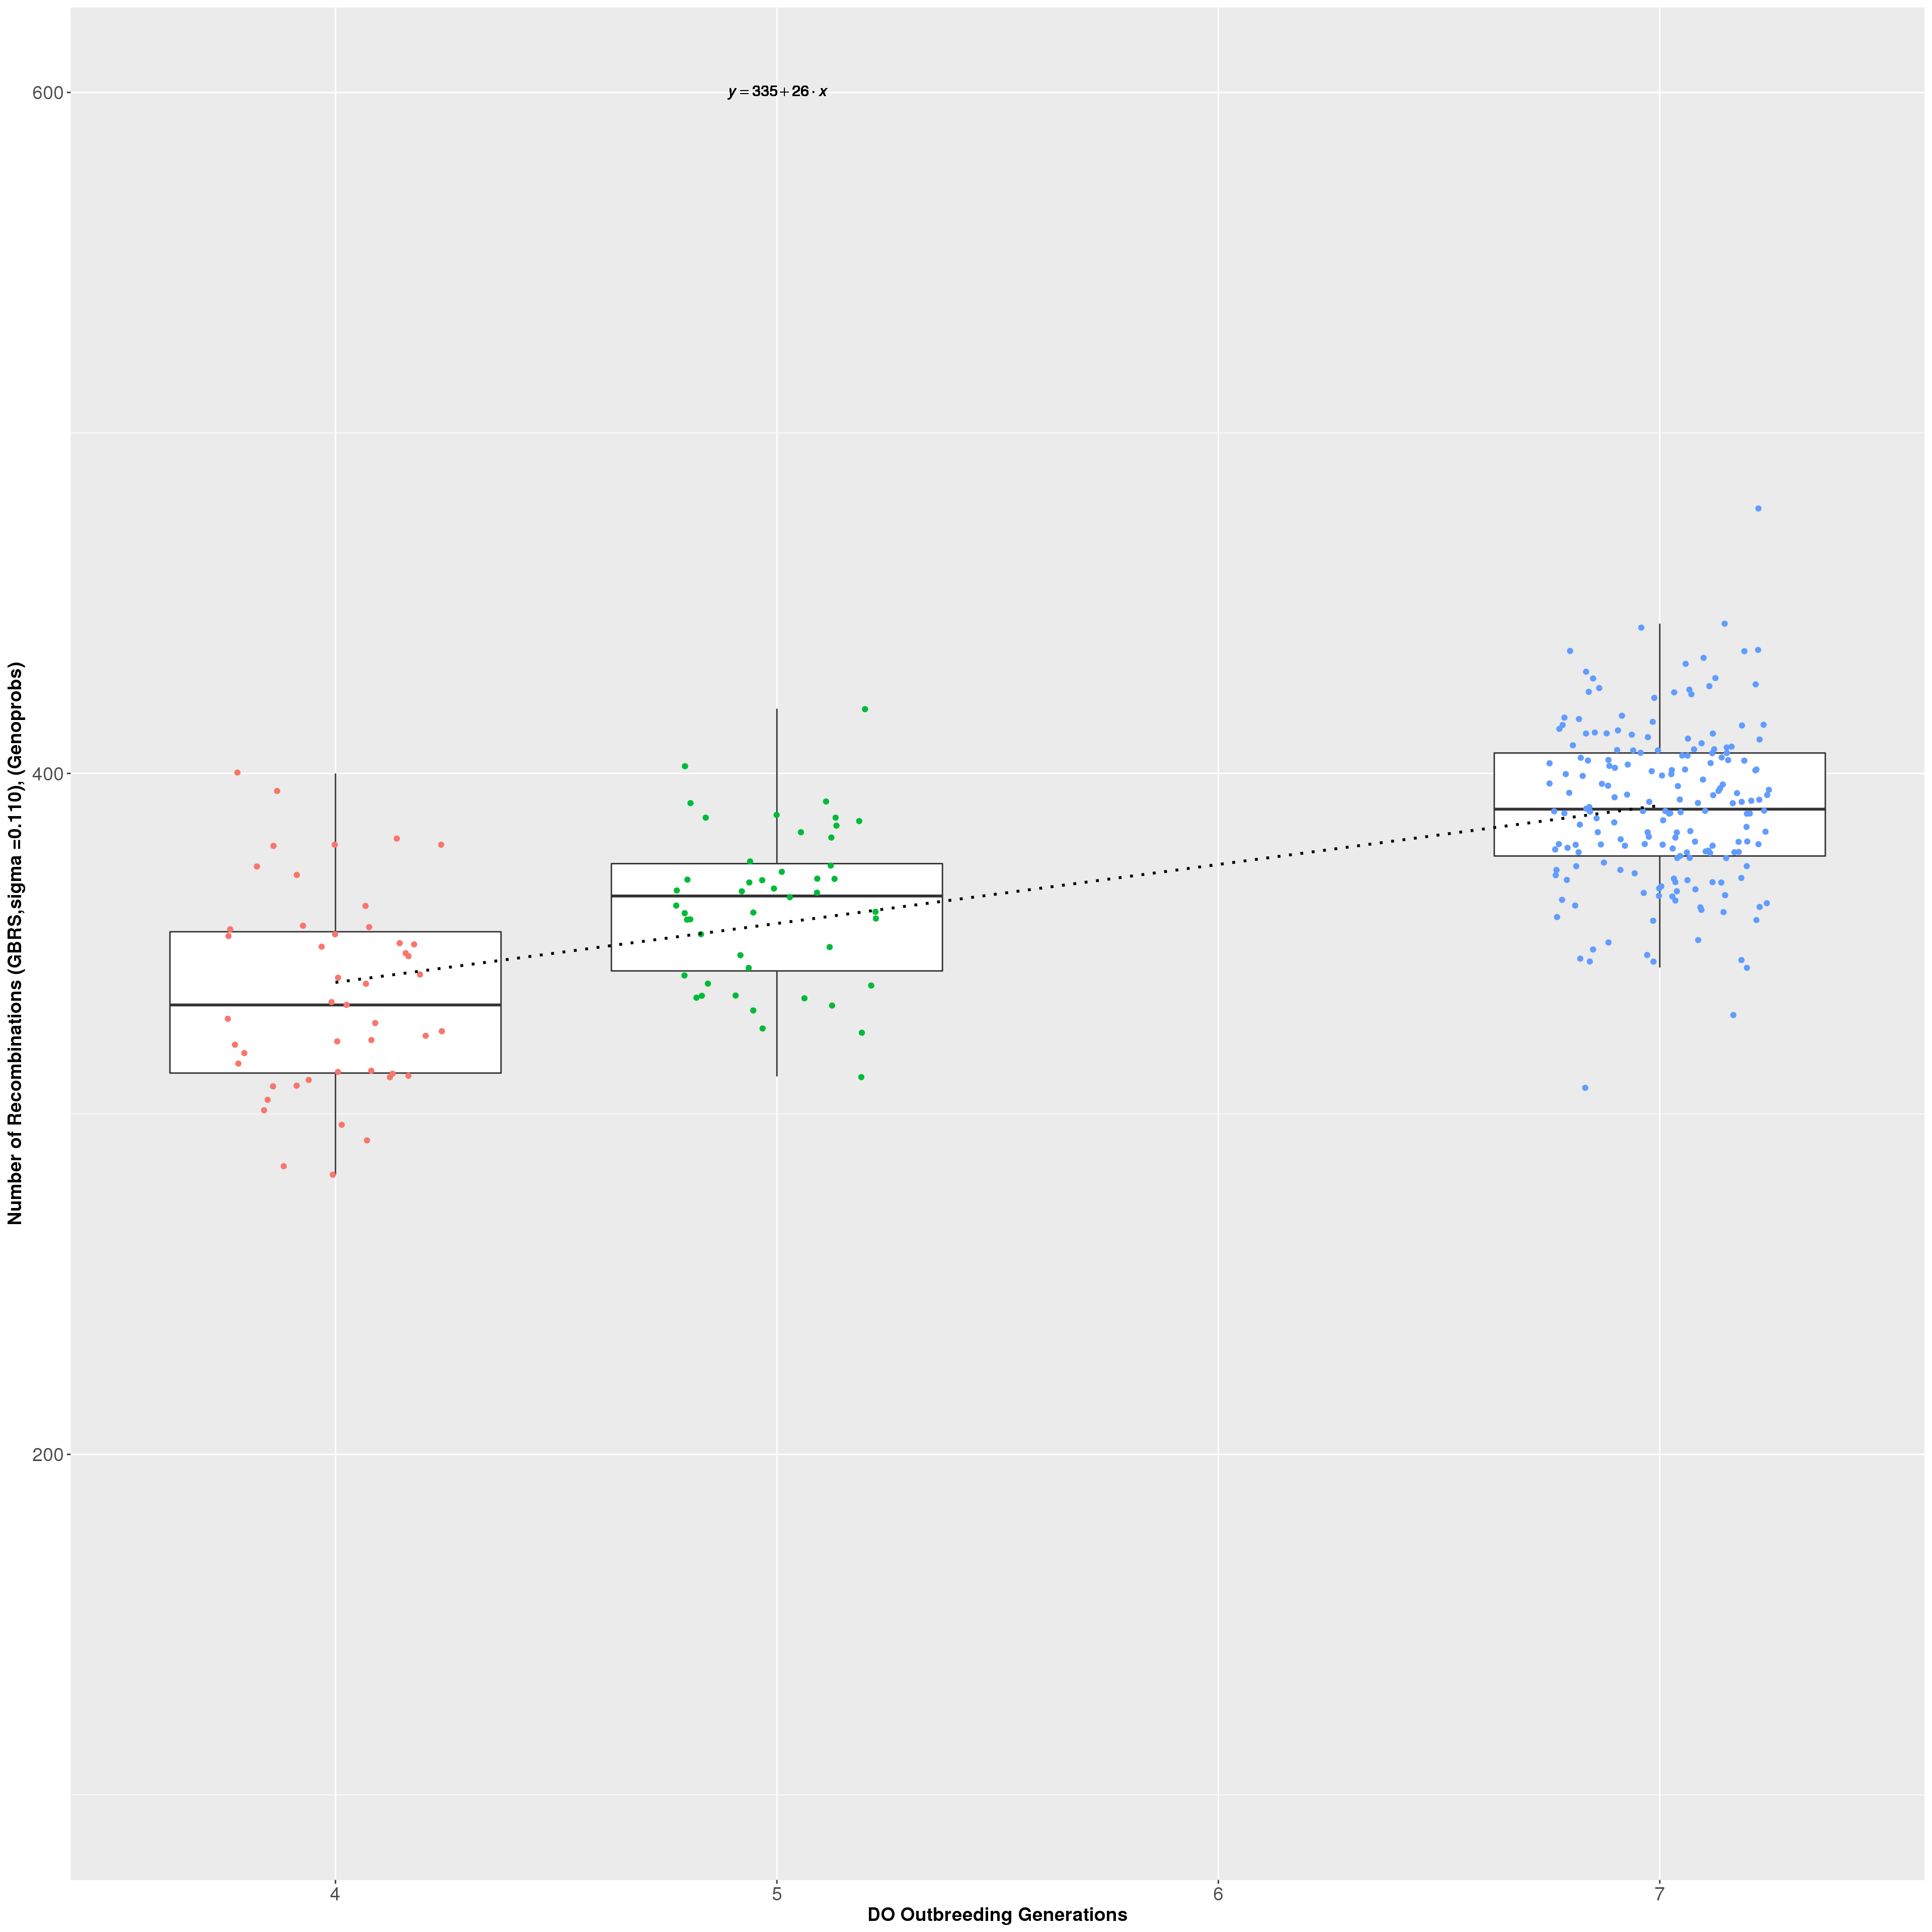 y = 335 + 26 · x
600
400
200
Number of Recombinations (GBRS,sigma =0.110), (Genoprobs)
4 5 6 7
DO Outbreeding Generations